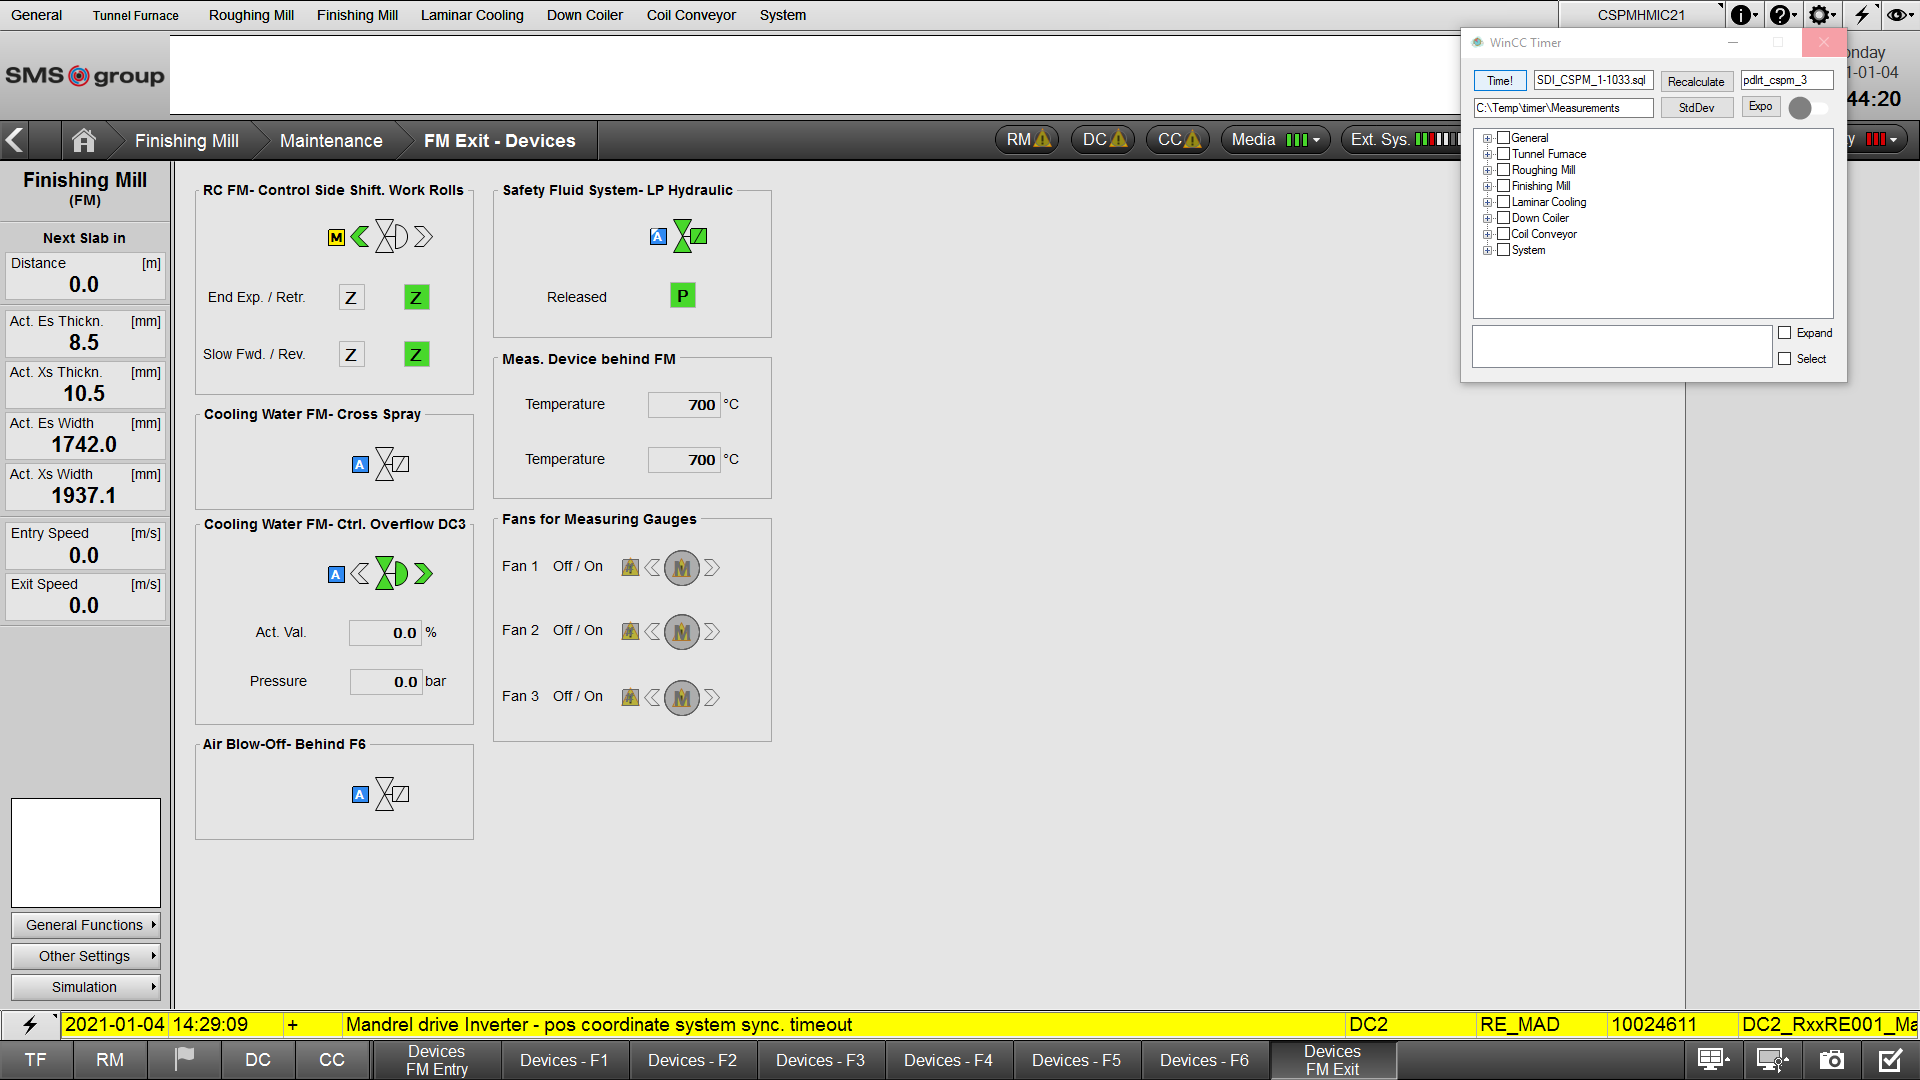 General Tunnel Furnace Roughing Mill Finishing Mill Laminar Cooling Down Coiler Coil Conveyor System CSPMHMIC21
SMS group
onday
1-01-04
44:20
WinCC Timer
Time! SDI_CSPM_1-1033.sql Recalculate pdlrt_cspm_3
C:\Temp\timer\Measurements StdDev Expo
General
Tunnel Furnace
Roughing Mill
Finishing Mill
Laminar Cooling
Down Coiler
Coil Conveyor
System
Expand
Select
Finishing Mill Maintenance FM Exit - Devices RM DC CC Media Ext. Sys. y
Finishing Mill
(FM)
Next Slab in
Distance [m]
0.0
Act. Es Thickn. [mm]
8.5
Act. Xs Thickn. [mm]
10.5
Act. Es Width [mm]
1742.0
Act. Xs Width [mm]
1937.1
Entry Speed [m/s]
0.0
Exit Speed [m/s]
0.0
General Functions
Other Settings
Simulation
RC FM- Control Side Shift. Work Rolls
M
End Exp. / Retr. Z Z
Slow Fwd. / Rev. Z Z
Cooling Water FM- Cross Spray
A
Cooling Water FM- Ctrl. Overflow DC3
A
Act. Val. 0.0 %
Pressure 0.0 bar
Air Blow-Off- Behind F6
A
Safety Fluid System- LP Hydraulic
A
Released P
Meas. Device behind FM
Temperature 700 °C
Temperature 700 °C
Fans for Measuring Gauges
Fan 1 Off / On M
Fan 2 Off / On M
Fan 3 Off / On M
2021-01-04 14:29:09 + Mandrel drive Inverter - pos coordinate system sync. timeout DC2 RE_MAD 10024611 DC2_RxxRE001_Ma
TF RM DC CC Devices FM Entry Devices - F1 Devices - F2 Devices - F3 Devices - F4 Devices - F5 Devices - F6 Devices FM Exit